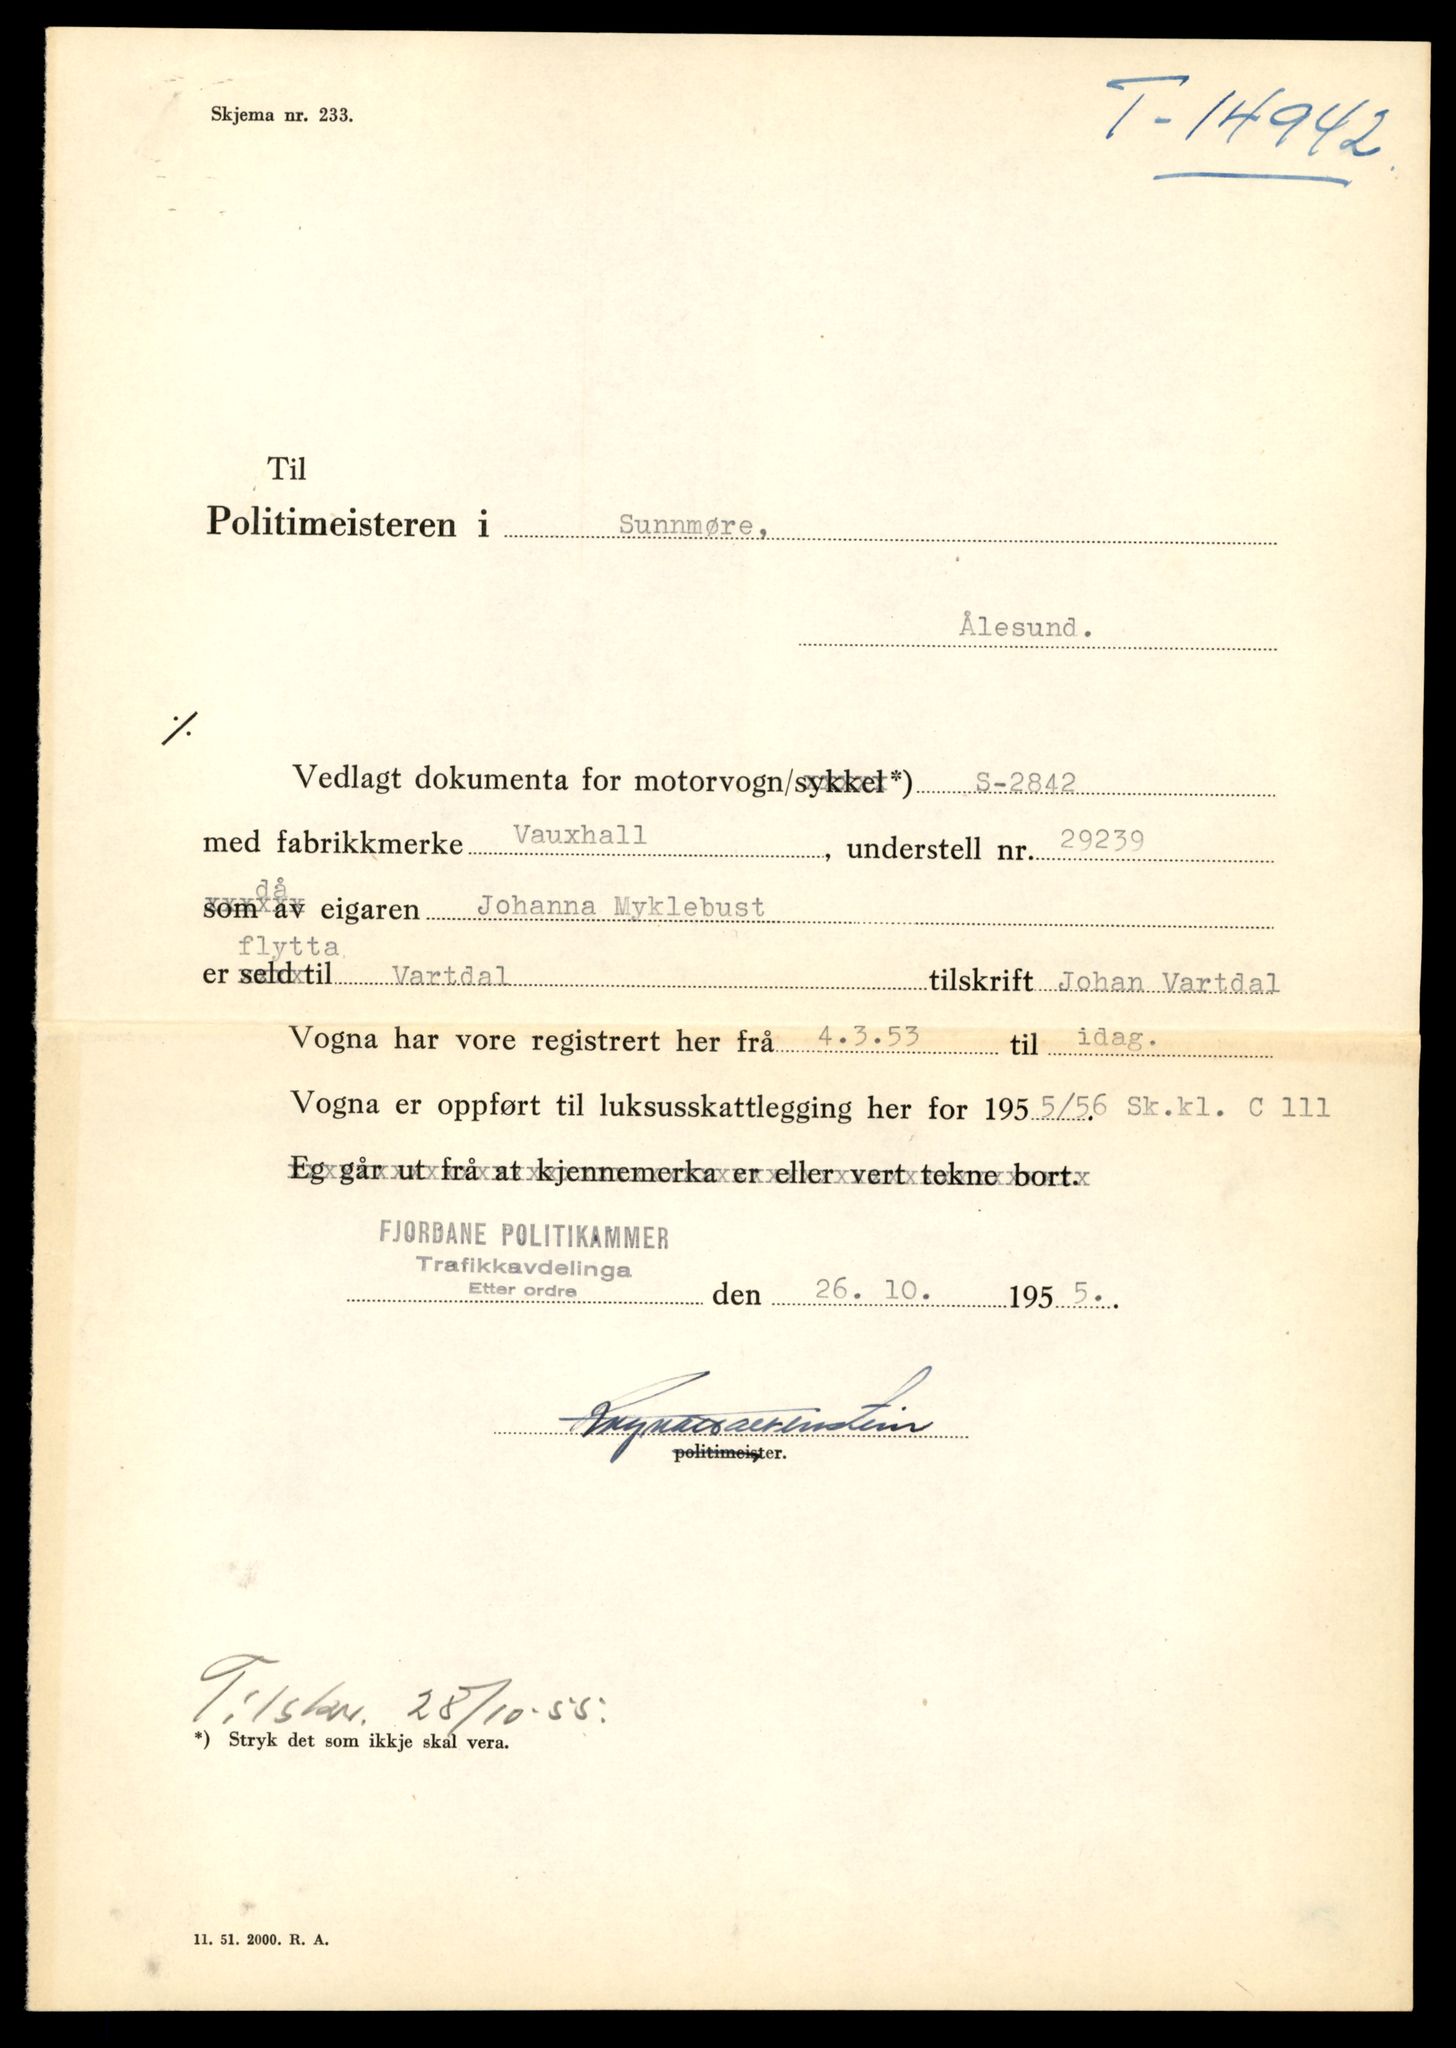 Skjema nr. 233.
T-14942.
Til
Politimeisteren i Sunnmøre,
Ålesund.
./.
Vedlagt dokumenta for motorvogn/sykkel*) S-2842
med fabrikkmerke Vauxhall, understell nr. 29239
då
som av eigaren Johanna Myklebust
flytta
er seld til Vartdal tilskrift Johan Vartdal
Vogna har vore registrert her frå 4.3.53 til idag.
Vogna er oppført til luksusskattlegging her for 1955/56. Sk.kl. C 111
Eg går ut frå at kjennemerka er eller vert tekne bort.
FJORDANE POLITIKAMMER
Trafikkavdelinga
Etter ordre
den 26. 10. 1955.
politimeister.
Tilskr. 28/10-55.
*) Stryk det som ikkje skal vera.
11. 51. 2000. R. A.